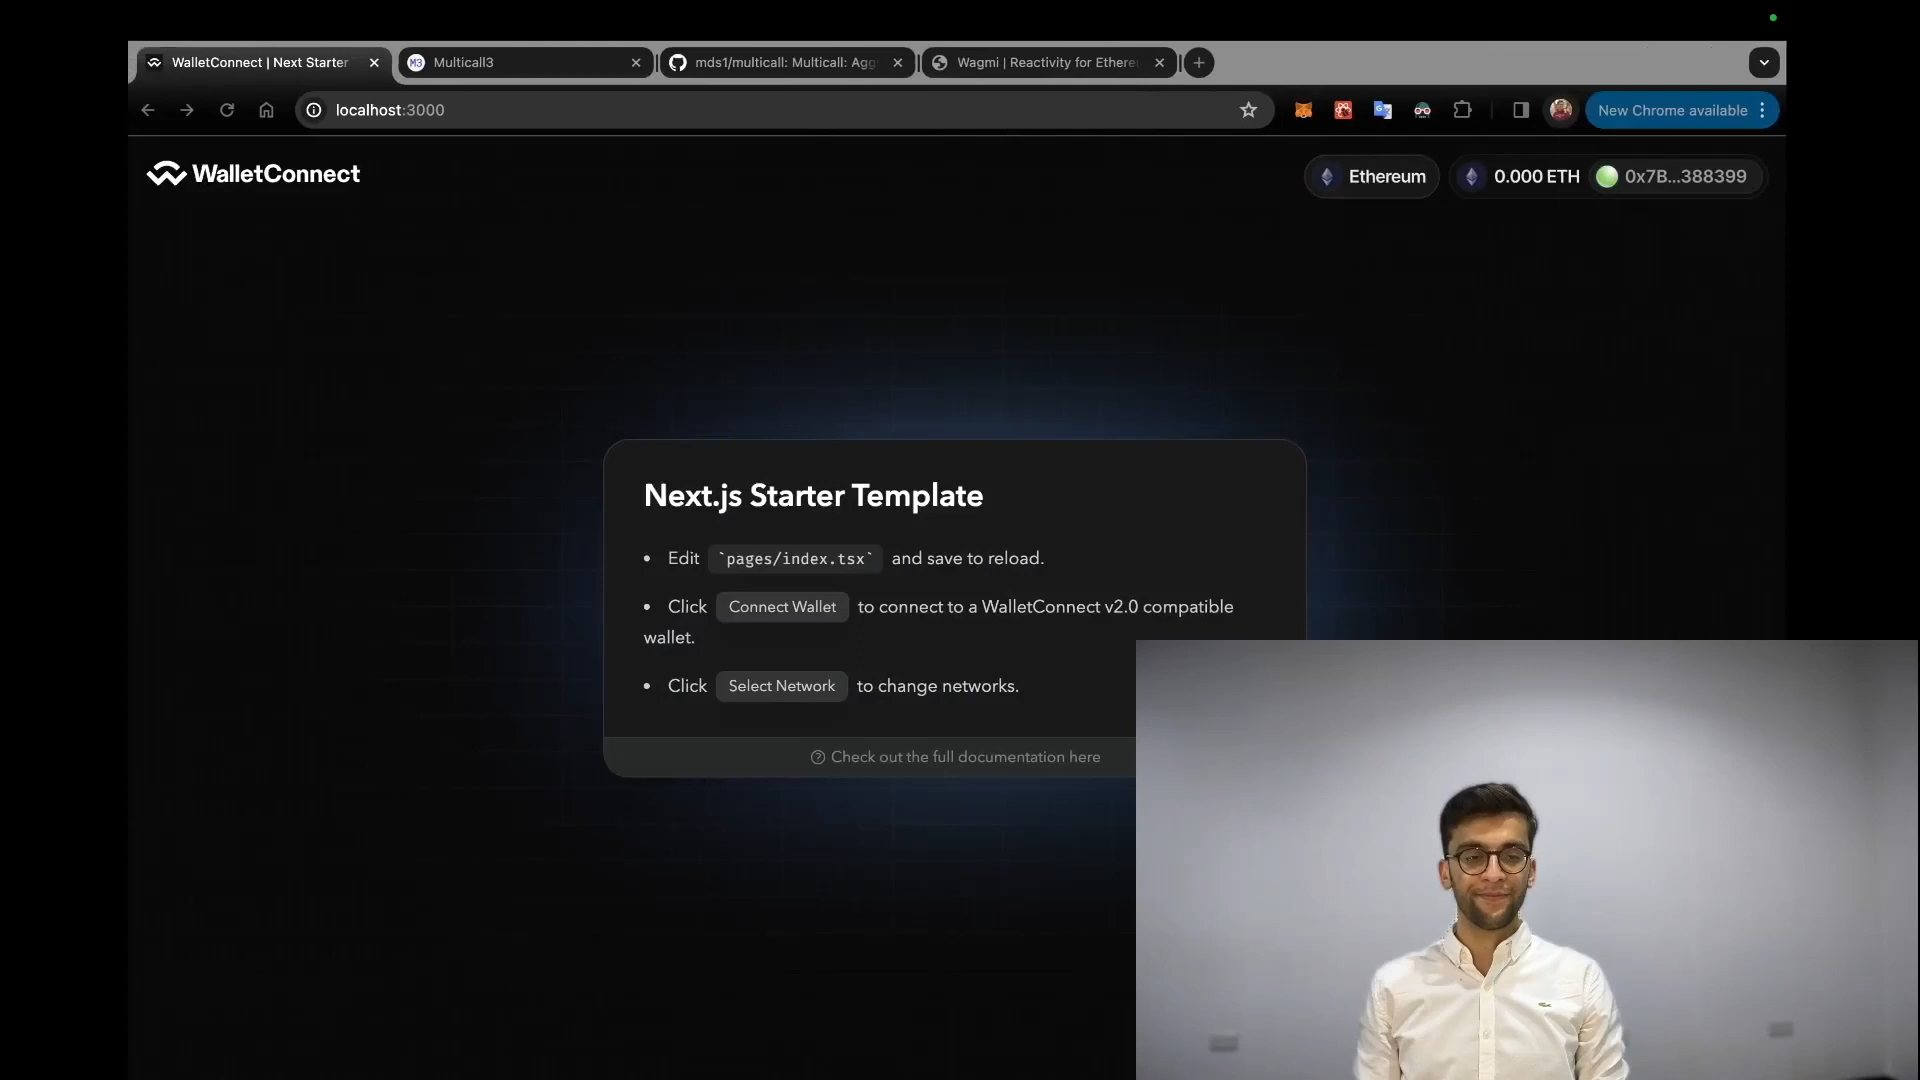 WalletConnect | Next Starter
Multicall3
mds1/multicall: Multicall: Agg
Wagmi | Reactivity for Ethere
localhost:3000
New Chrome available
WalletConnect
Ethereum
0.000 ETH
0x7B...388399
Next.js Starter Template
• Edit `pages/index.tsx` and save to reload.
• Click Connect Wallet to connect to a WalletConnect v2.0 compatible
wallet.
• Click Select Network to change networks.
Check out the full documentation here